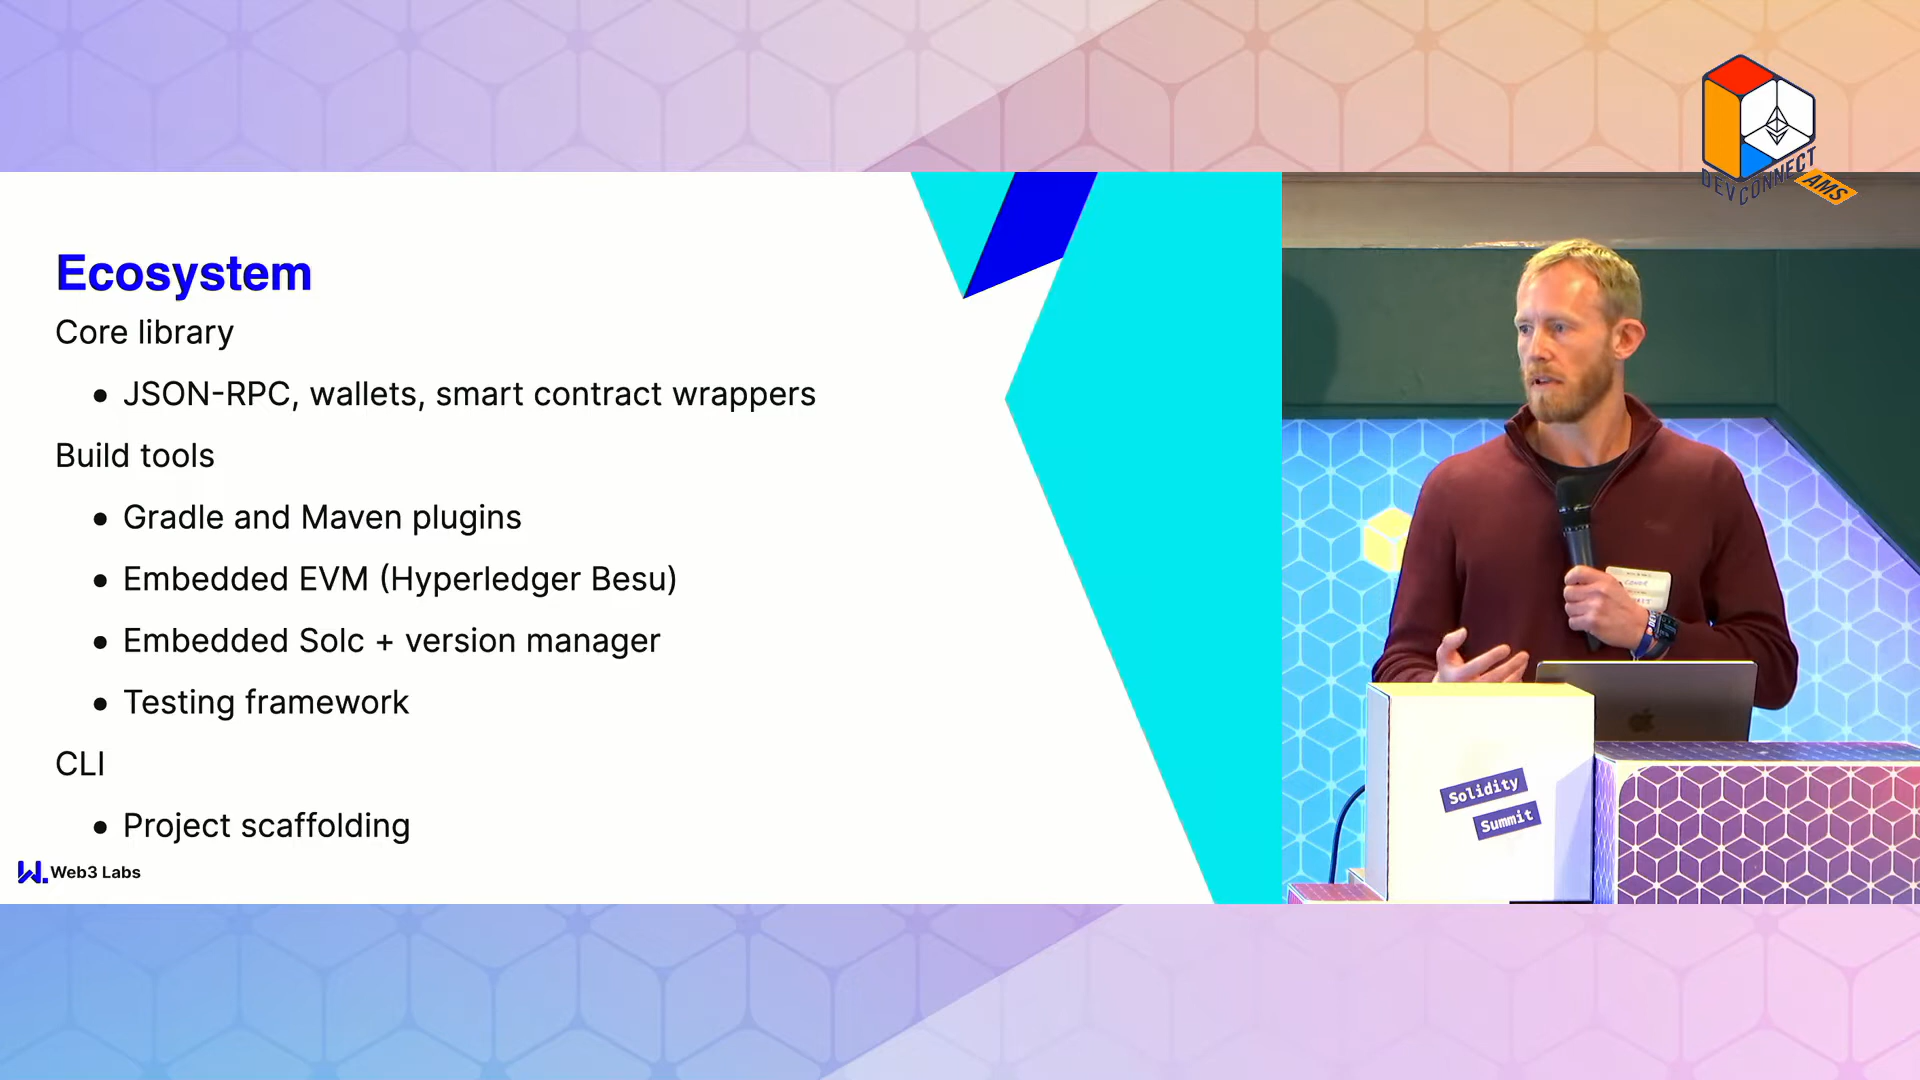 DEVCONNECT
AMS
Ecosystem
Core library
• JSON-RPC, wallets, smart contract wrappers
Build tools
• Gradle and Maven plugins
• Embedded EVM (Hyperledger Besu)
• Embedded Solc + version manager
• Testing framework
CLI
• Project scaffolding
Web3 Labs
Solidity
Summit